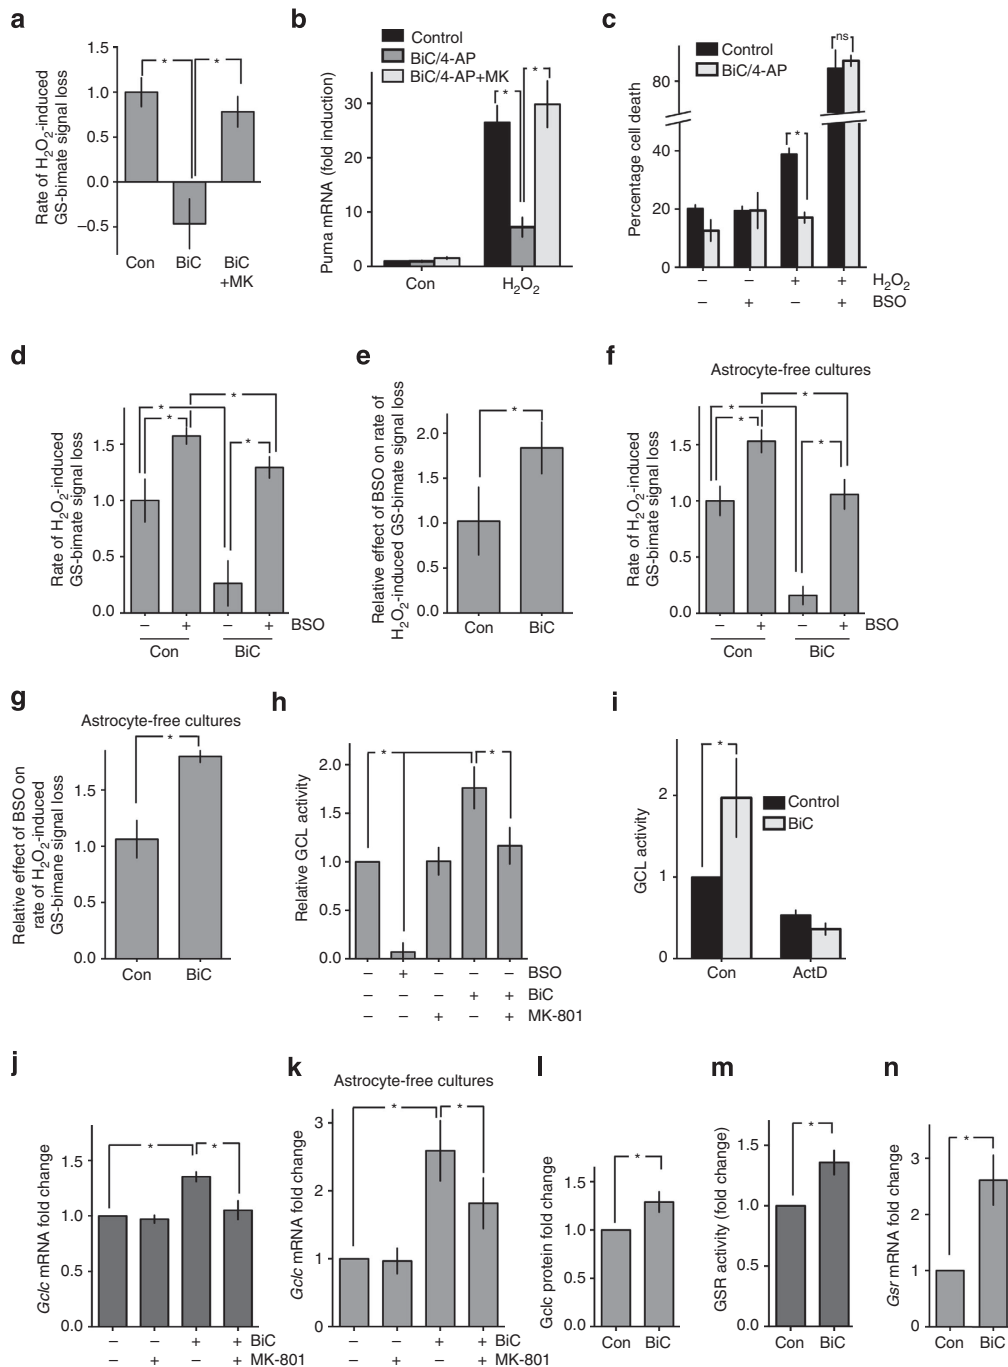 a
Rate of H2O2-induced
GS-bimate signal loss
1.5
1.0
0.5
0.0
–0.5
*
*
Con
BiC
BiC
+MK
b
Control
BiC/4-AP
BiC/4-AP+MK
Puma mRNA (fold induction)
30
20
10
0
*
*
Con
H2O2
c
Control
BiC/4-AP
Percentage cell death
80
40
20
0
*
ns
– – + + H2O2
– + – + BSO
d
Rate of H2O2-induced
GS-bimate signal loss
1.5
1.0
0.5
0.0
*
*
*
*
– + – + BSO
Con
BiC
e
Relative effect of BSO on rate of
H2O2-induced GS-bimate signal loss
2.0
1.5
1.0
0.5
0.0
*
Con
BiC
f
Astrocyte-free cultures
Rate of H2O2-induced
GS-bimate signal loss
1.5
1.0
0.5
0.0
*
*
*
*
– + – + BSO
Con
BiC
g
Astrocyte-free cultures
Relative effect of BSO on
rate of H2O2-induced
GS-bimane signal loss
1.5
1.0
0.5
0.0
*
Con
BiC
h
Relative GCL activity
2.0
1.5
1.0
0.5
0.0
*
*
– + – – – BSO
– – – + + BiC
– – + – + MK-801
i
Control
BiC
GCL activity
2
1
0
*
Con
ActD
j
Gclc mRNA fold change
1.5
1.0
0.5
0.0
*
*
– – + + BiC
– + – + MK-801
k
Astrocyte-free cultures
Gclc mRNA fold change
3
2
1
0
*
*
– – + + BiC
– + – + MK-801
l
Gclc protein fold change
1.5
1.0
0.5
0.0
*
Con
BiC
m
GSR activity (fold change)
1.5
1.0
0.5
0.0
*
Con
BiC
n
Gsr mRNA fold change
3
2
1
0
*
Con
BiC